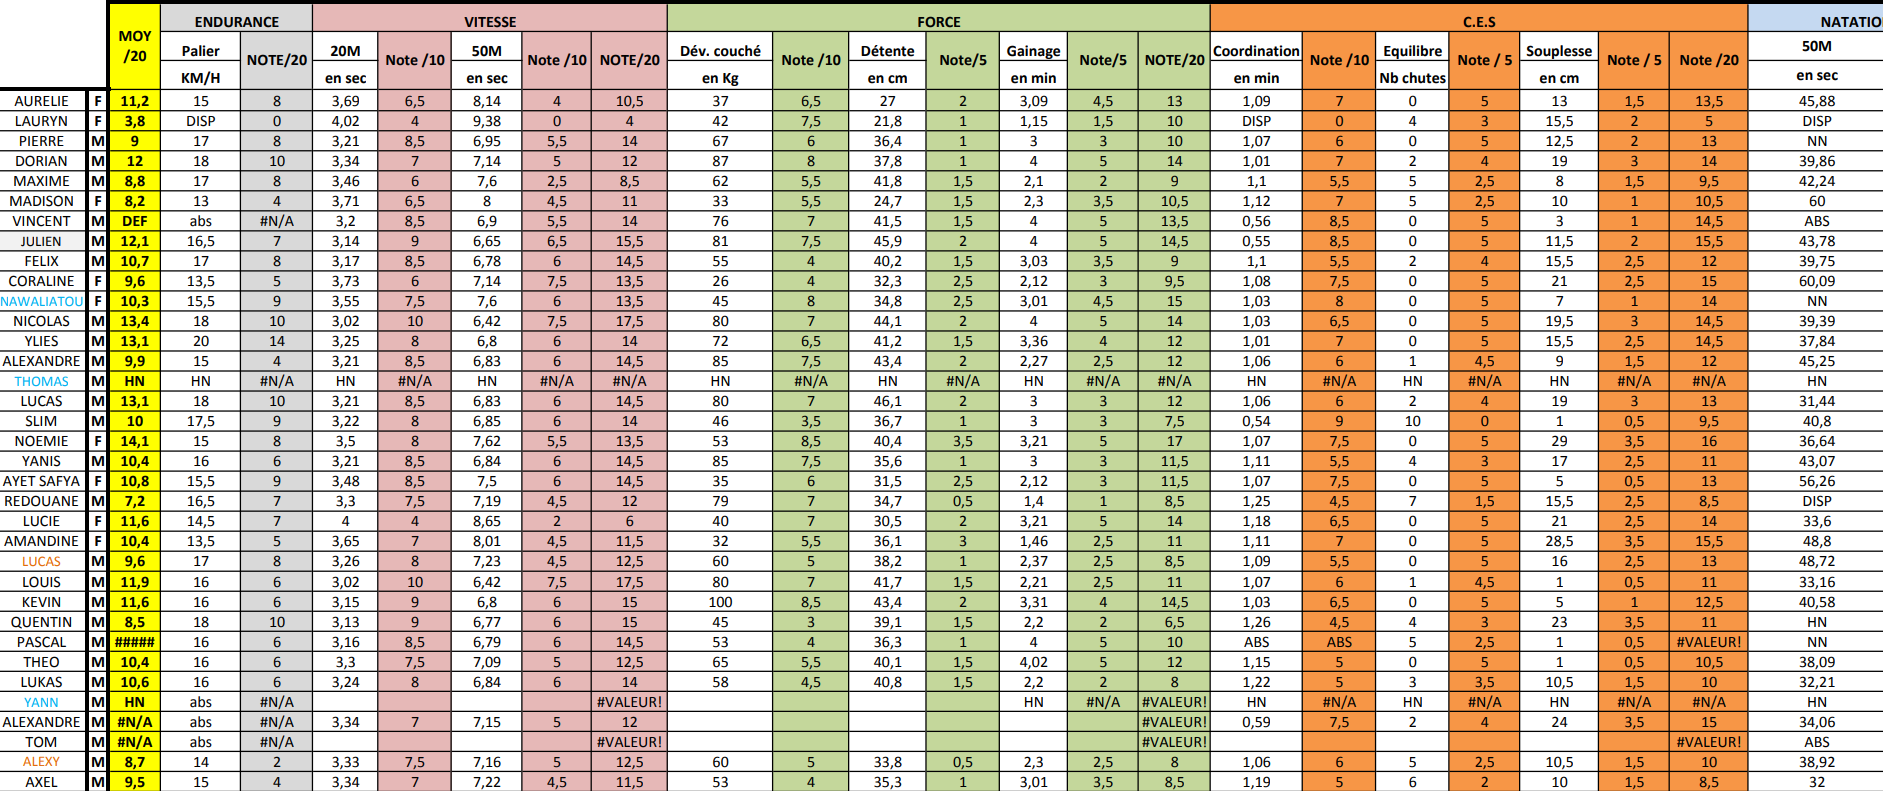 ENDURANCE VITESSE FORCE C.E.S NATATIO
MOY /20 Palier NOTE/20 20M Note /10 50M Note /10 NOTE/20 Dév. couché Note /10 Détente Note/5 Gainage Note/5 NOTE/20 Coordination Note /10 Equilibre Note / 5 Souplesse Note / 5 Note /20 50M
KM/H en sec en sec en Kg en cm en min en min Nb chutes en cm en sec
AURELIE F 11,2 15 8 3,69 6,5 8,14 4 10,5 37 6,5 27 2 3,09 4,5 13 1,09 7 0 5 13 1,5 13,5 45,88
LAURYN F 3,8 DISP 0 4,02 4 9,38 0 4 42 7,5 21,8 1 1,15 1,5 10 DISP 0 4 3 15,5 2 5 DISP
PIERRE M 9 17 8 3,21 8,5 6,95 5,5 14 67 6 36,4 1 3 3 10 1,07 6 0 5 12,5 2 13 NN
DORIAN M 12 18 10 3,34 7 7,14 5 12 87 8 37,8 1 4 5 14 1,01 7 2 4 19 3 14 39,86
MAXIME M 8,8 17 8 3,46 6 7,6 2,5 8,5 62 5,5 41,8 1,5 2,1 2 9 1,1 5,5 5 2,5 8 1,5 9,5 42,24
MADISON F 8,2 13 4 3,71 6,5 8 4,5 11 33 5,5 24,7 1,5 2,3 3,5 10,5 1,12 7 5 2,5 10 1 10,5 60
VINCENT M DEF abs #N/A 3,2 8,5 6,9 5,5 14 76 7 41,5 1,5 4 5 13,5 0,56 8,5 0 5 3 1 14,5 ABS
JULIEN M 12,1 16,5 7 3,14 9 6,65 6,5 15,5 81 7,5 45,9 2 4 5 14,5 0,55 8,5 0 5 11,5 2 15,5 43,78
FELIX M 10,7 17 8 3,17 8,5 6,78 6 14,5 55 4 40,2 1,5 3,03 3,5 9 1,1 5,5 2 4 15,5 2,5 12 39,75
CORALINE F 9,6 13,5 5 3,73 6 7,14 7,5 13,5 26 4 32,3 2,5 2,12 3 9,5 1,08 7,5 0 5 21 2,5 15 60,09
NAWALIATOU F 10,3 15,5 9 3,55 7,5 7,6 6 13,5 45 8 34,8 2,5 3,01 4,5 15 1,03 8 0 5 7 1 14 NN
NICOLAS M 13,4 18 10 3,02 10 6,42 7,5 17,5 80 7 44,1 2 4 5 14 1,03 6,5 0 5 19,5 3 14,5 39,39
YLIES M 13,1 20 14 3,25 8 6,8 6 14 72 6,5 41,2 1,5 3,36 4 12 1,01 7 0 5 15,5 2,5 14,5 37,84
ALEXANDRE M 9,9 15 4 3,21 8,5 6,83 6 14,5 85 7,5 43,4 2 2,27 2,5 12 1,06 6 1 4,5 9 1,5 12 45,25
THOMAS M HN HN #N/A HN #N/A HN #N/A #N/A HN #N/A HN #N/A HN #N/A #N/A HN #N/A HN #N/A HN #N/A #N/A HN
LUCAS M 13,1 18 10 3,21 8,5 6,83 6 14,5 80 7 46,1 2 3 3 12 1,06 6 2 4 19 3 13 31,44
SLIM M 10 17,5 9 3,22 8 6,85 6 14 46 3,5 36,7 1 3 3 7,5 0,54 9 10 0 1 0,5 9,5 40,8
NOEMIE F 14,1 15 8 3,5 8 7,62 5,5 13,5 53 8,5 40,4 3,5 3,21 5 17 1,07 7,5 0 5 29 3,5 16 36,64
YANIS M 10,4 16 6 3,21 8,5 6,84 6 14,5 85 7,5 35,6 1 3 3 11,5 1,11 5,5 4 3 17 2,5 11 43,07
AYET SAFYA F 10,8 15,5 9 3,48 8,5 7,5 6 14,5 35 6 31,5 2,5 2,12 3 11,5 1,07 7,5 0 5 5 0,5 13 56,26
REDOUANE M 7,2 16,5 7 3,3 7,5 7,19 4,5 12 79 7 34,7 0,5 1,4 1 8,5 1,25 4,5 7 1,5 15,5 2,5 8,5 DISP
LUCIE F 11,6 14,5 7 4 4 8,65 2 6 40 7 30,5 2 3,21 5 14 1,18 6,5 0 5 21 2,5 14 33,6
AMANDINE F 10,4 13,5 5 3,65 7 8,01 4,5 11,5 32 5,5 36,1 3 1,46 2,5 11 1,11 7 0 5 28,5 3,5 15,5 48,8
LUCAS M 9,6 17 8 3,26 8 7,23 4,5 12,5 60 5 38,2 1 2,37 2,5 8,5 1,09 5,5 0 5 16 2,5 13 48,72
LOUIS M 11,9 16 6 3,02 10 6,42 7,5 17,5 80 7 41,7 1,5 2,21 2,5 11 1,07 6 1 4,5 1 0,5 11 33,16
KEVIN M 11,6 16 6 3,15 9 6,8 6 15 100 8,5 43,4 2 3,31 4 14,5 1,03 6,5 0 5 5 1 12,5 40,58
QUENTIN M 8,5 18 10 3,13 9 6,77 6 15 45 3 39,1 1,5 2,2 2 6,5 1,26 4,5 4 3 23 3,5 11 HN
PASCAL M ##### 16 6 3,16 8,5 6,79 6 14,5 53 4 36,3 1 4 5 10 ABS ABS 5 2,5 1 0,5 #VALEUR! NN
THEO M 10,4 16 6 3,3 7,5 7,09 5 12,5 65 5,5 40,1 1,5 4,02 5 12 1,15 5 0 5 1 0,5 10,5 38,09
LUKAS M 10,6 16 6 3,24 8 6,84 6 14 58 4,5 40,8 1,5 2,2 2 8 1,22 5 3 3,5 10,5 1,5 10 32,21
YANN M HN abs #N/A #VALEUR! HN #N/A #VALEUR! HN #N/A HN #N/A HN #N/A #N/A HN
ALEXANDRE M #N/A abs #N/A 3,34 7 7,15 5 12 #VALEUR! 0,59 7,5 2 4 24 3,5 15 34,06
TOM M #N/A abs #N/A #VALEUR! #VALEUR! #VALEUR! ABS
ALEXY M 8,7 14 2 3,33 7,5 7,16 5 12,5 60 5 33,8 0,5 2,3 2,5 8 1,06 6 5 2,5 10,5 1,5 10 38,92
AXEL M 9,5 15 4 3,34 7 7,22 4,5 11,5 53 4 35,3 1 3,01 3,5 8,5 1,19 5 6 2 10 1,5 8,5 32